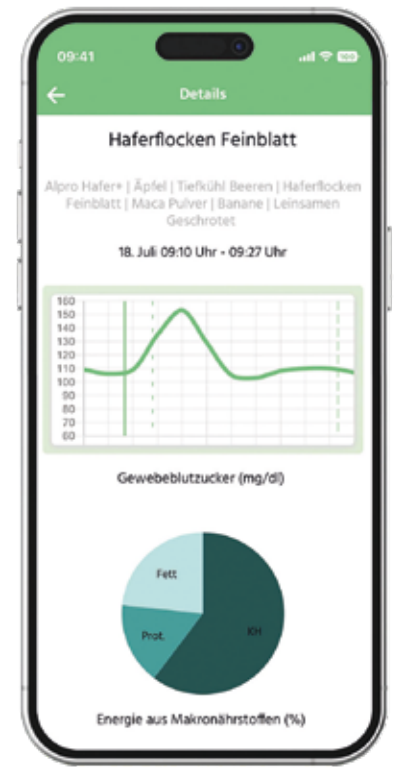 09:41
100
Details
Haferflocken Feinblatt
Alpro Hafer+ | Äpfel | Tiefkühl Beeren | Haferflocken
Feinblatt | Maca Pulver | Banane | Leinsamen
Geschrotet
18. Juli 09:10 Uhr - 09:27 Uhr
160
150
140
130
120
110
100
90
80
70
60
Gewebeblutzucker (mg/dl)
Fett
Prot.
KH
Energie aus Makronährstoffen (%)